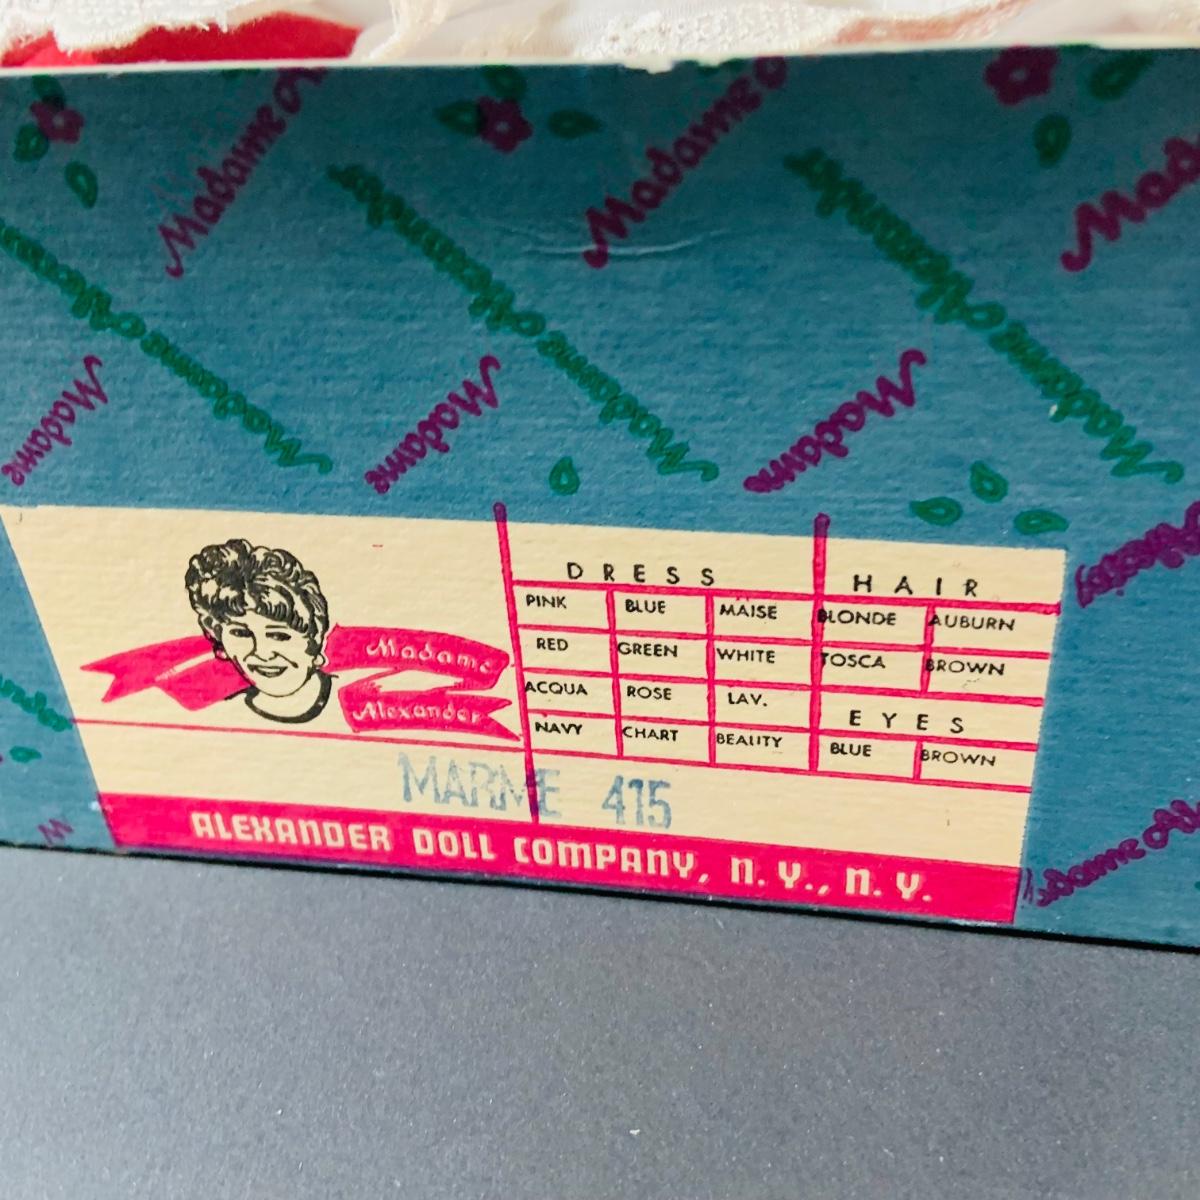 Madame
Madame
Madame
Madame Alexander
Madame Alexander
Madame Alexander
Madame
Madame
Madame
Madame
Alexander
DRESS
HAIR
PINK BLUE MAISE BLONDE AUBURN
RED GREEN WHITE TOSCA BROWN
ACQUA ROSE LAV.
EYES
NAVY CHART BEAUTY BLUE BROWN
MARME 415
ALEXANDER DOLL COMPANY, N.Y., N.Y.